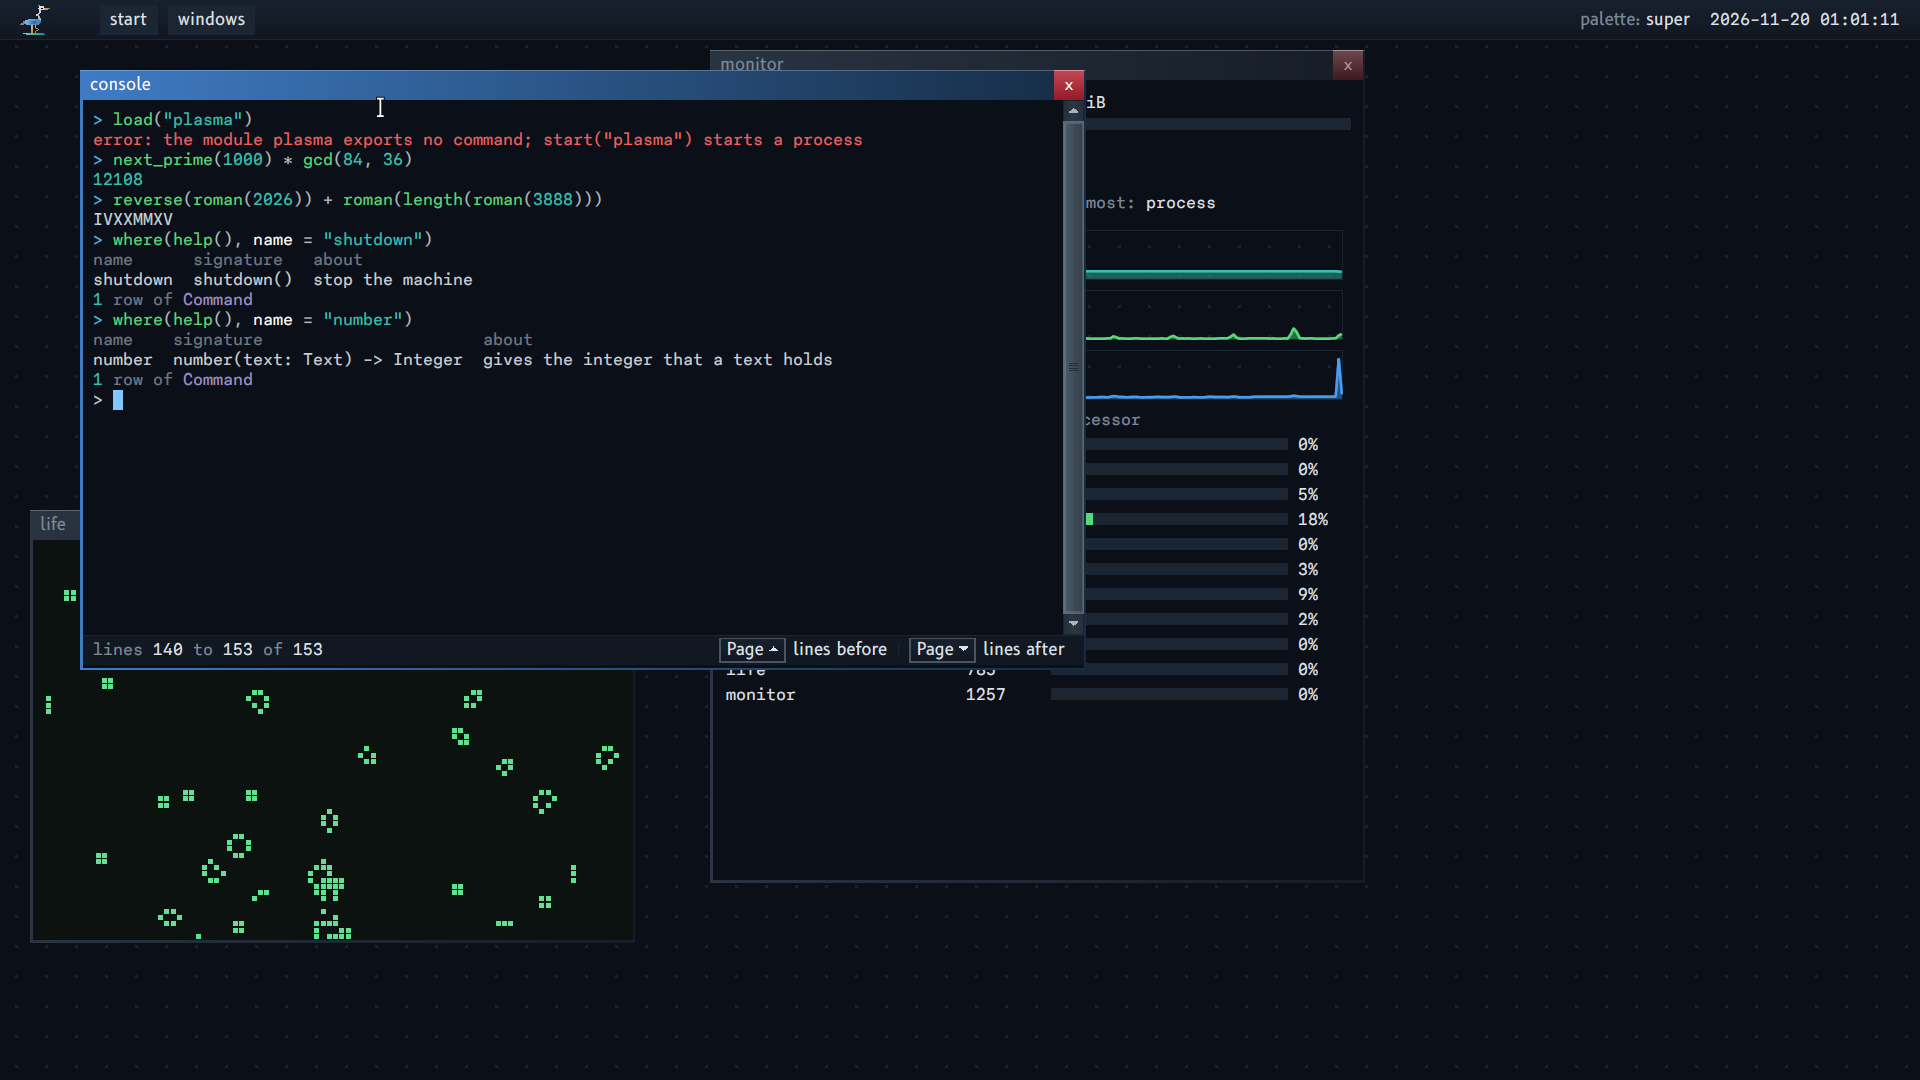 start windows palette: super 2026-11-20 01:01:11
monitor x
console x
iB
> load("plasma")
error: the module plasma exports no command; start("plasma") starts a process
> next_prime(1000) * gcd(84, 36)
12108
> reverse(roman(2026)) + roman(length(roman(3888)))
IVXXMMXV
> where(help(), name = "shutdown")
name signature about
shutdown shutdown() stop the machine
1 row of Command
> where(help(), name = "number")
name signature about
number number(text: Text) -> Integer gives the integer that a text holds
1 row of Command
>
lines 140 to 153 of 153 Page lines before Page lines after
most: process
cessor
0%
0%
5%
18%
0%
3%
9%
2%
0%
life 785 0%
monitor 1257 0%
life